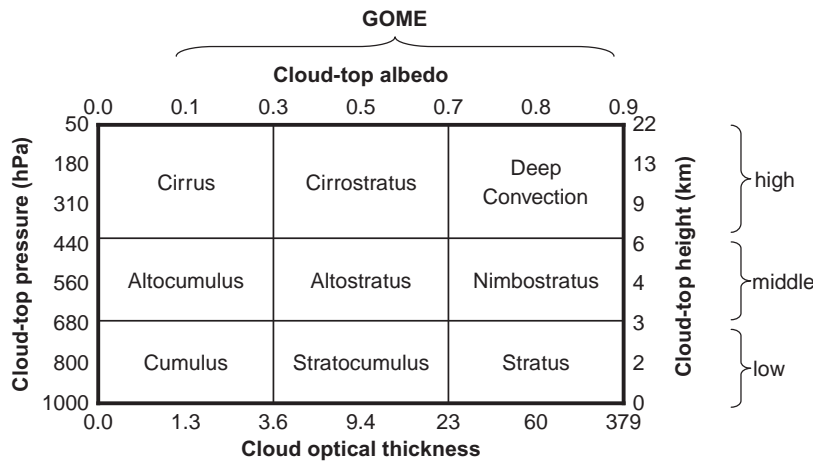 GOME
Cloud-top albedo
0.0 0.1 0.3 0.5 0.7 0.8 0.9
Cloud-top pressure (hPa)
50
180
310
440
560
680
800
1000
Cirrus Cirrostratus Deep
Convection
Altocumulus Altostratus Nimbostratus
Cumulus Stratocumulus Stratus
22
13
9
6
4
3
2
0
Cloud-top height (km)
high
middle
low
0.0 1.3 3.6 9.4 23 60 379
Cloud optical thickness